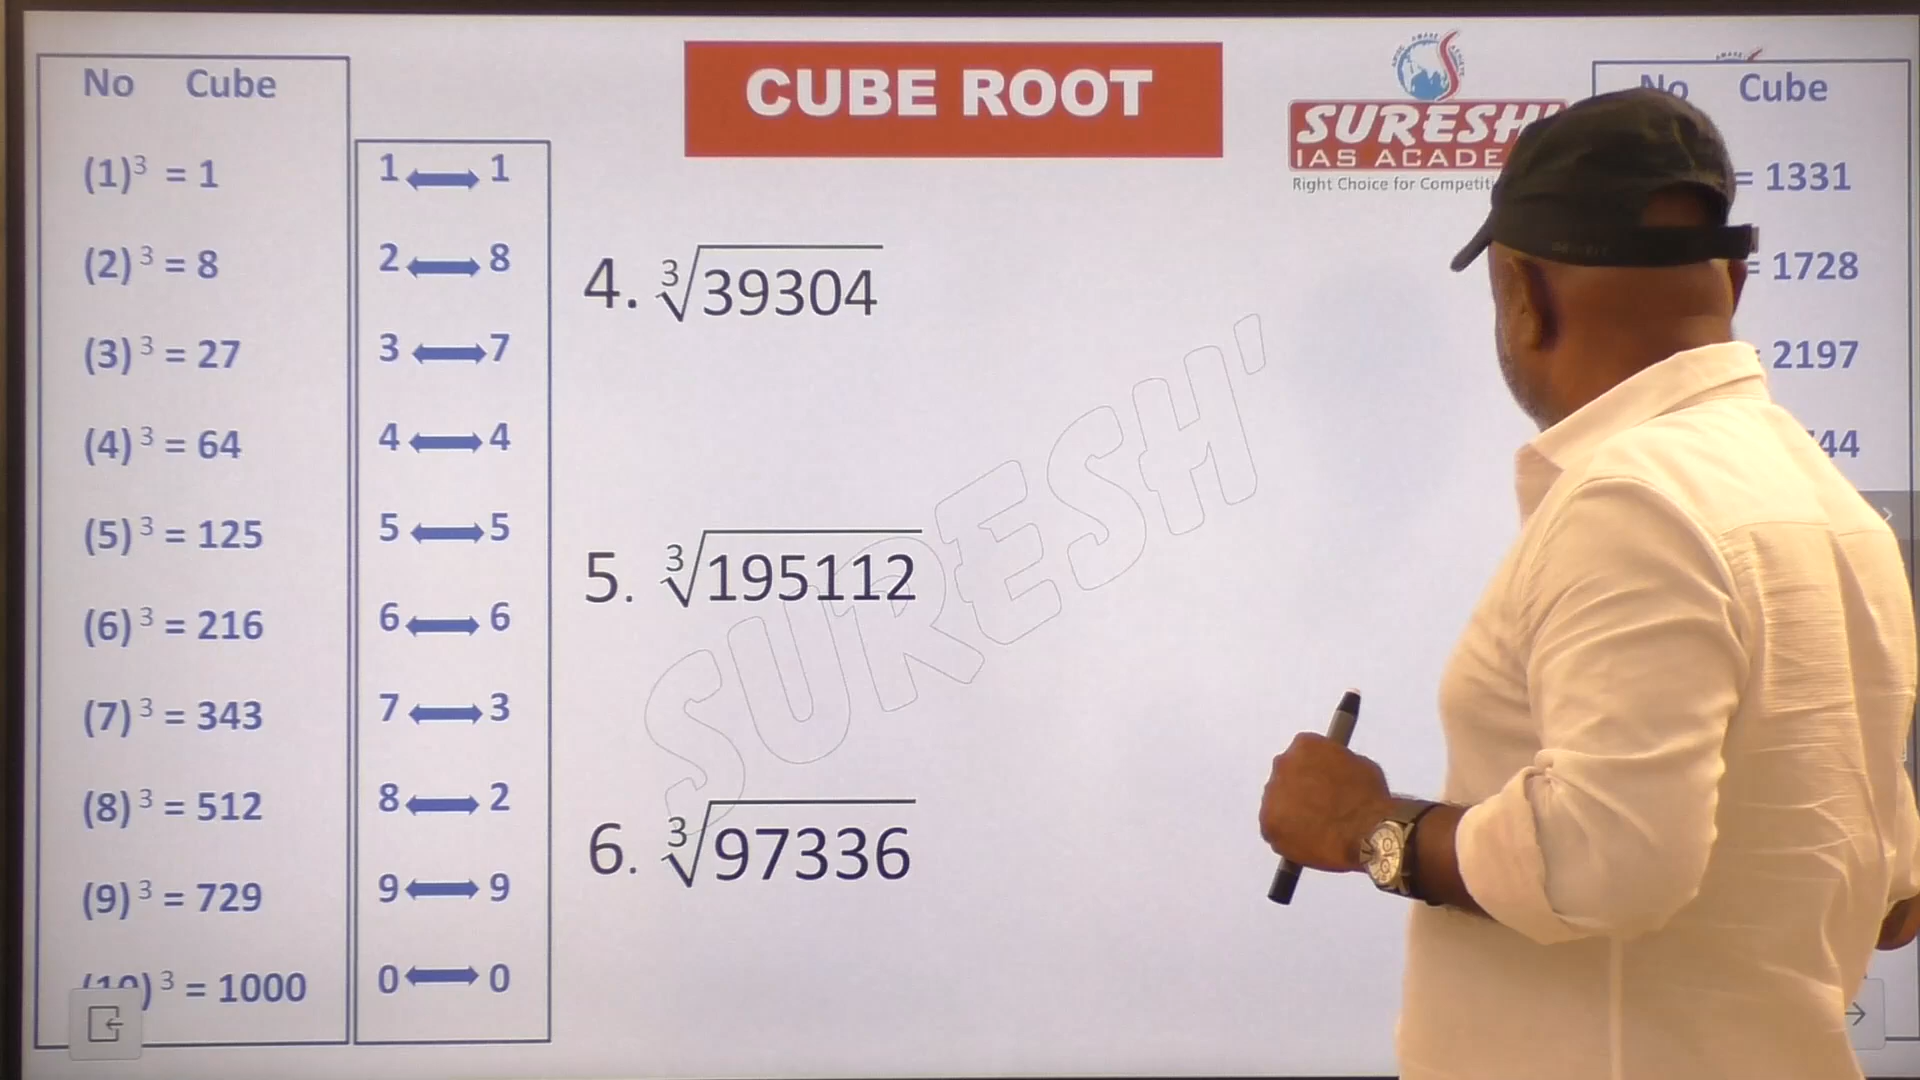 CUBE ROOT
No Cube
(1)³ = 1
(2)³ = 8
(3)³ = 27
(4)³ = 64
(5)³ = 125
(6)³ = 216
(7)³ = 343
(8)³ = 512
(9)³ = 729
(10)³ = 1000
1 ⟷ 1
2 ⟷ 8
3 ⟷ 7
4 ⟷ 4
5 ⟷ 5
6 ⟷ 6
7 ⟷ 3
8 ⟷ 2
9 ⟷ 9
0 ⟷ 0
4. ∛39304
5. ∛195112
6. ∛97336
SURESH'
SURESH
IAS ACADE
Right Choice for Competiti
No Cube
= 1331
= 1728
2197
44